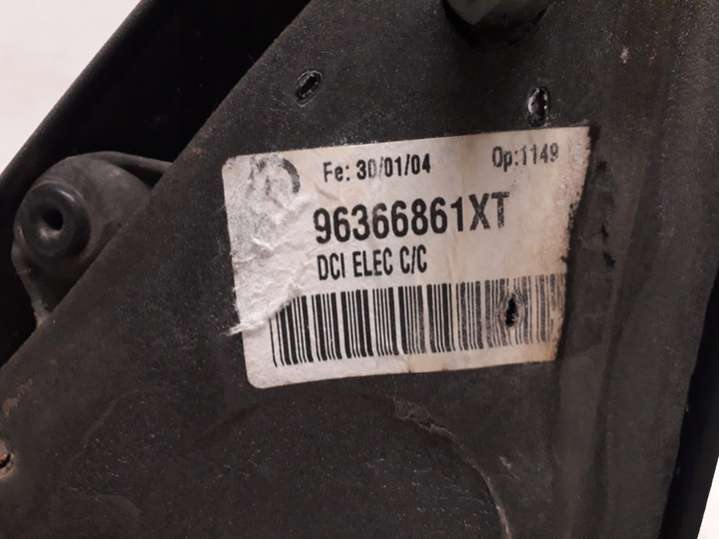 Fe: 30/01/04 Op:1149
96366861XT
DCI ELEC C/C